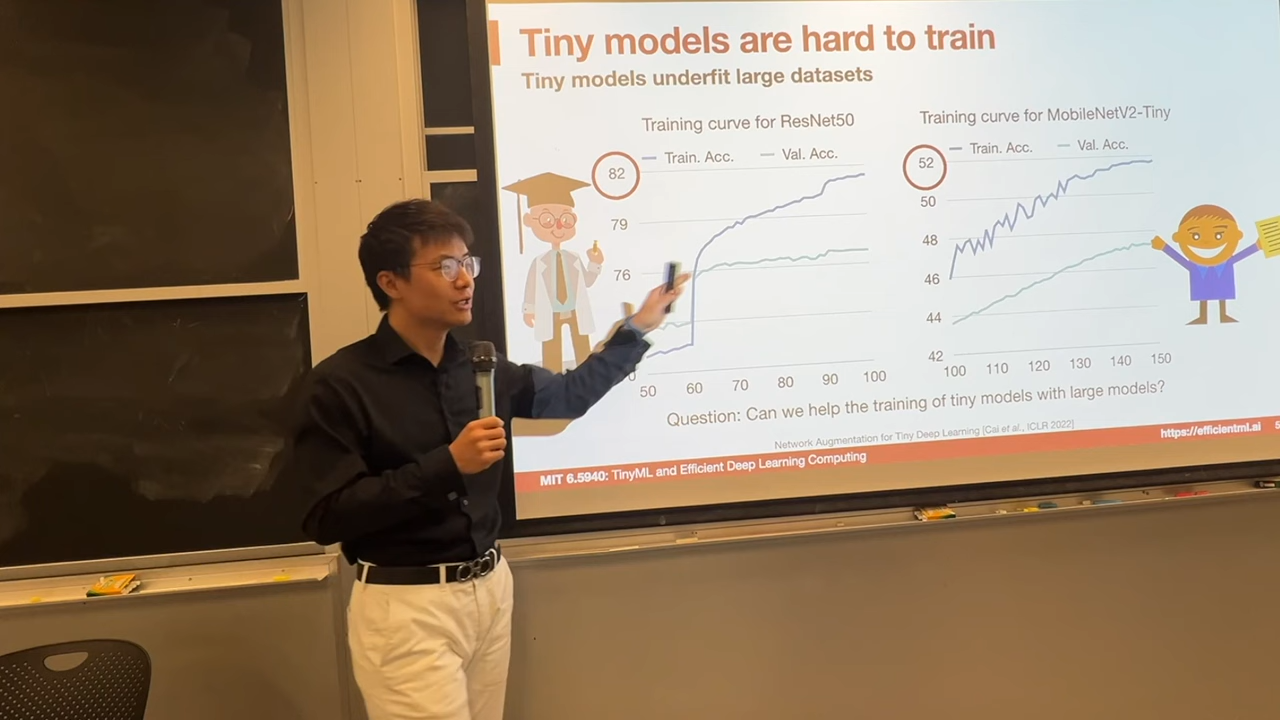 Tiny models are hard to train
Tiny models underfit large datasets
Training curve for ResNet50
Train. Acc. Val. Acc.
82
79
76
50 60 70 80 90 100
Training curve for MobileNetV2-Tiny
Train. Acc. Val. Acc.
52
50
48
46
44
42
100 110 120 130 140 150
Question: Can we help the training of tiny models with large models?
Network Augmentation for Tiny Deep Learning [Cai et al., ICLR 2022]
MIT 6.5940: TinyML and Efficient Deep Learning Computing
https://efficientml.ai